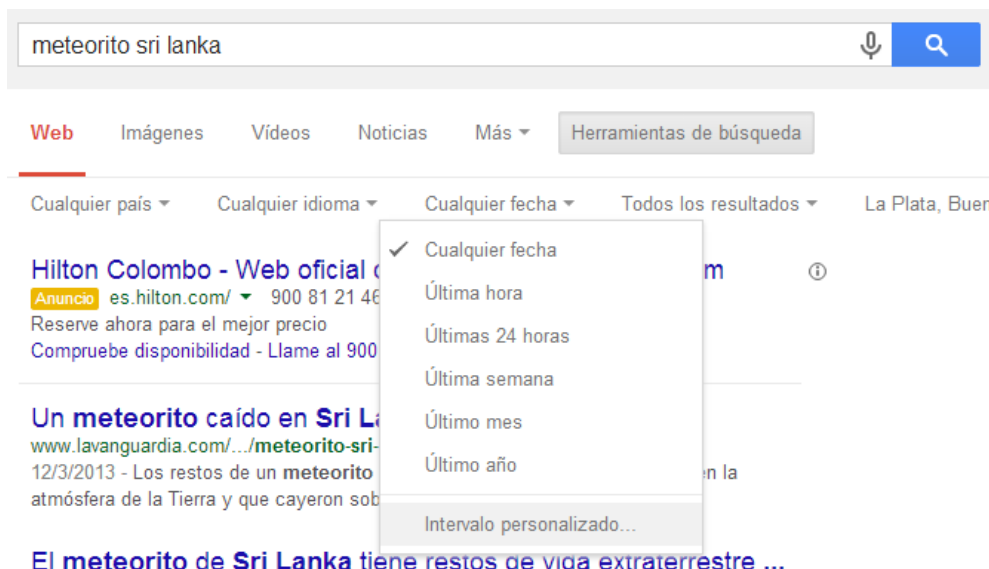 meteorito sri lanka
Web Imágenes Vídeos Noticias Más Herramientas de búsqueda
Cualquier país Cualquier idioma Cualquier fecha Todos los resultados La Plata, Buen
Cualquier fecha
Última hora
Últimas 24 horas
Última semana
Último mes
Último año
Intervalo personalizado...
Hilton Colombo - Web oficial m
Anuncio es.hilton.com/ 900 81 21 46
Reserve ahora para el mejor precio
Compruebe disponibilidad - Llame al 900
Un meteorito caído en Sri La
www.lavanguardia.com/.../meteorito-sri-
12/3/2013 - Los restos de un meteorito en la
atmósfera de la Tierra y que cayeron sob
El meteorito de Sri Lanka tiene restos de vida extraterrestre ...